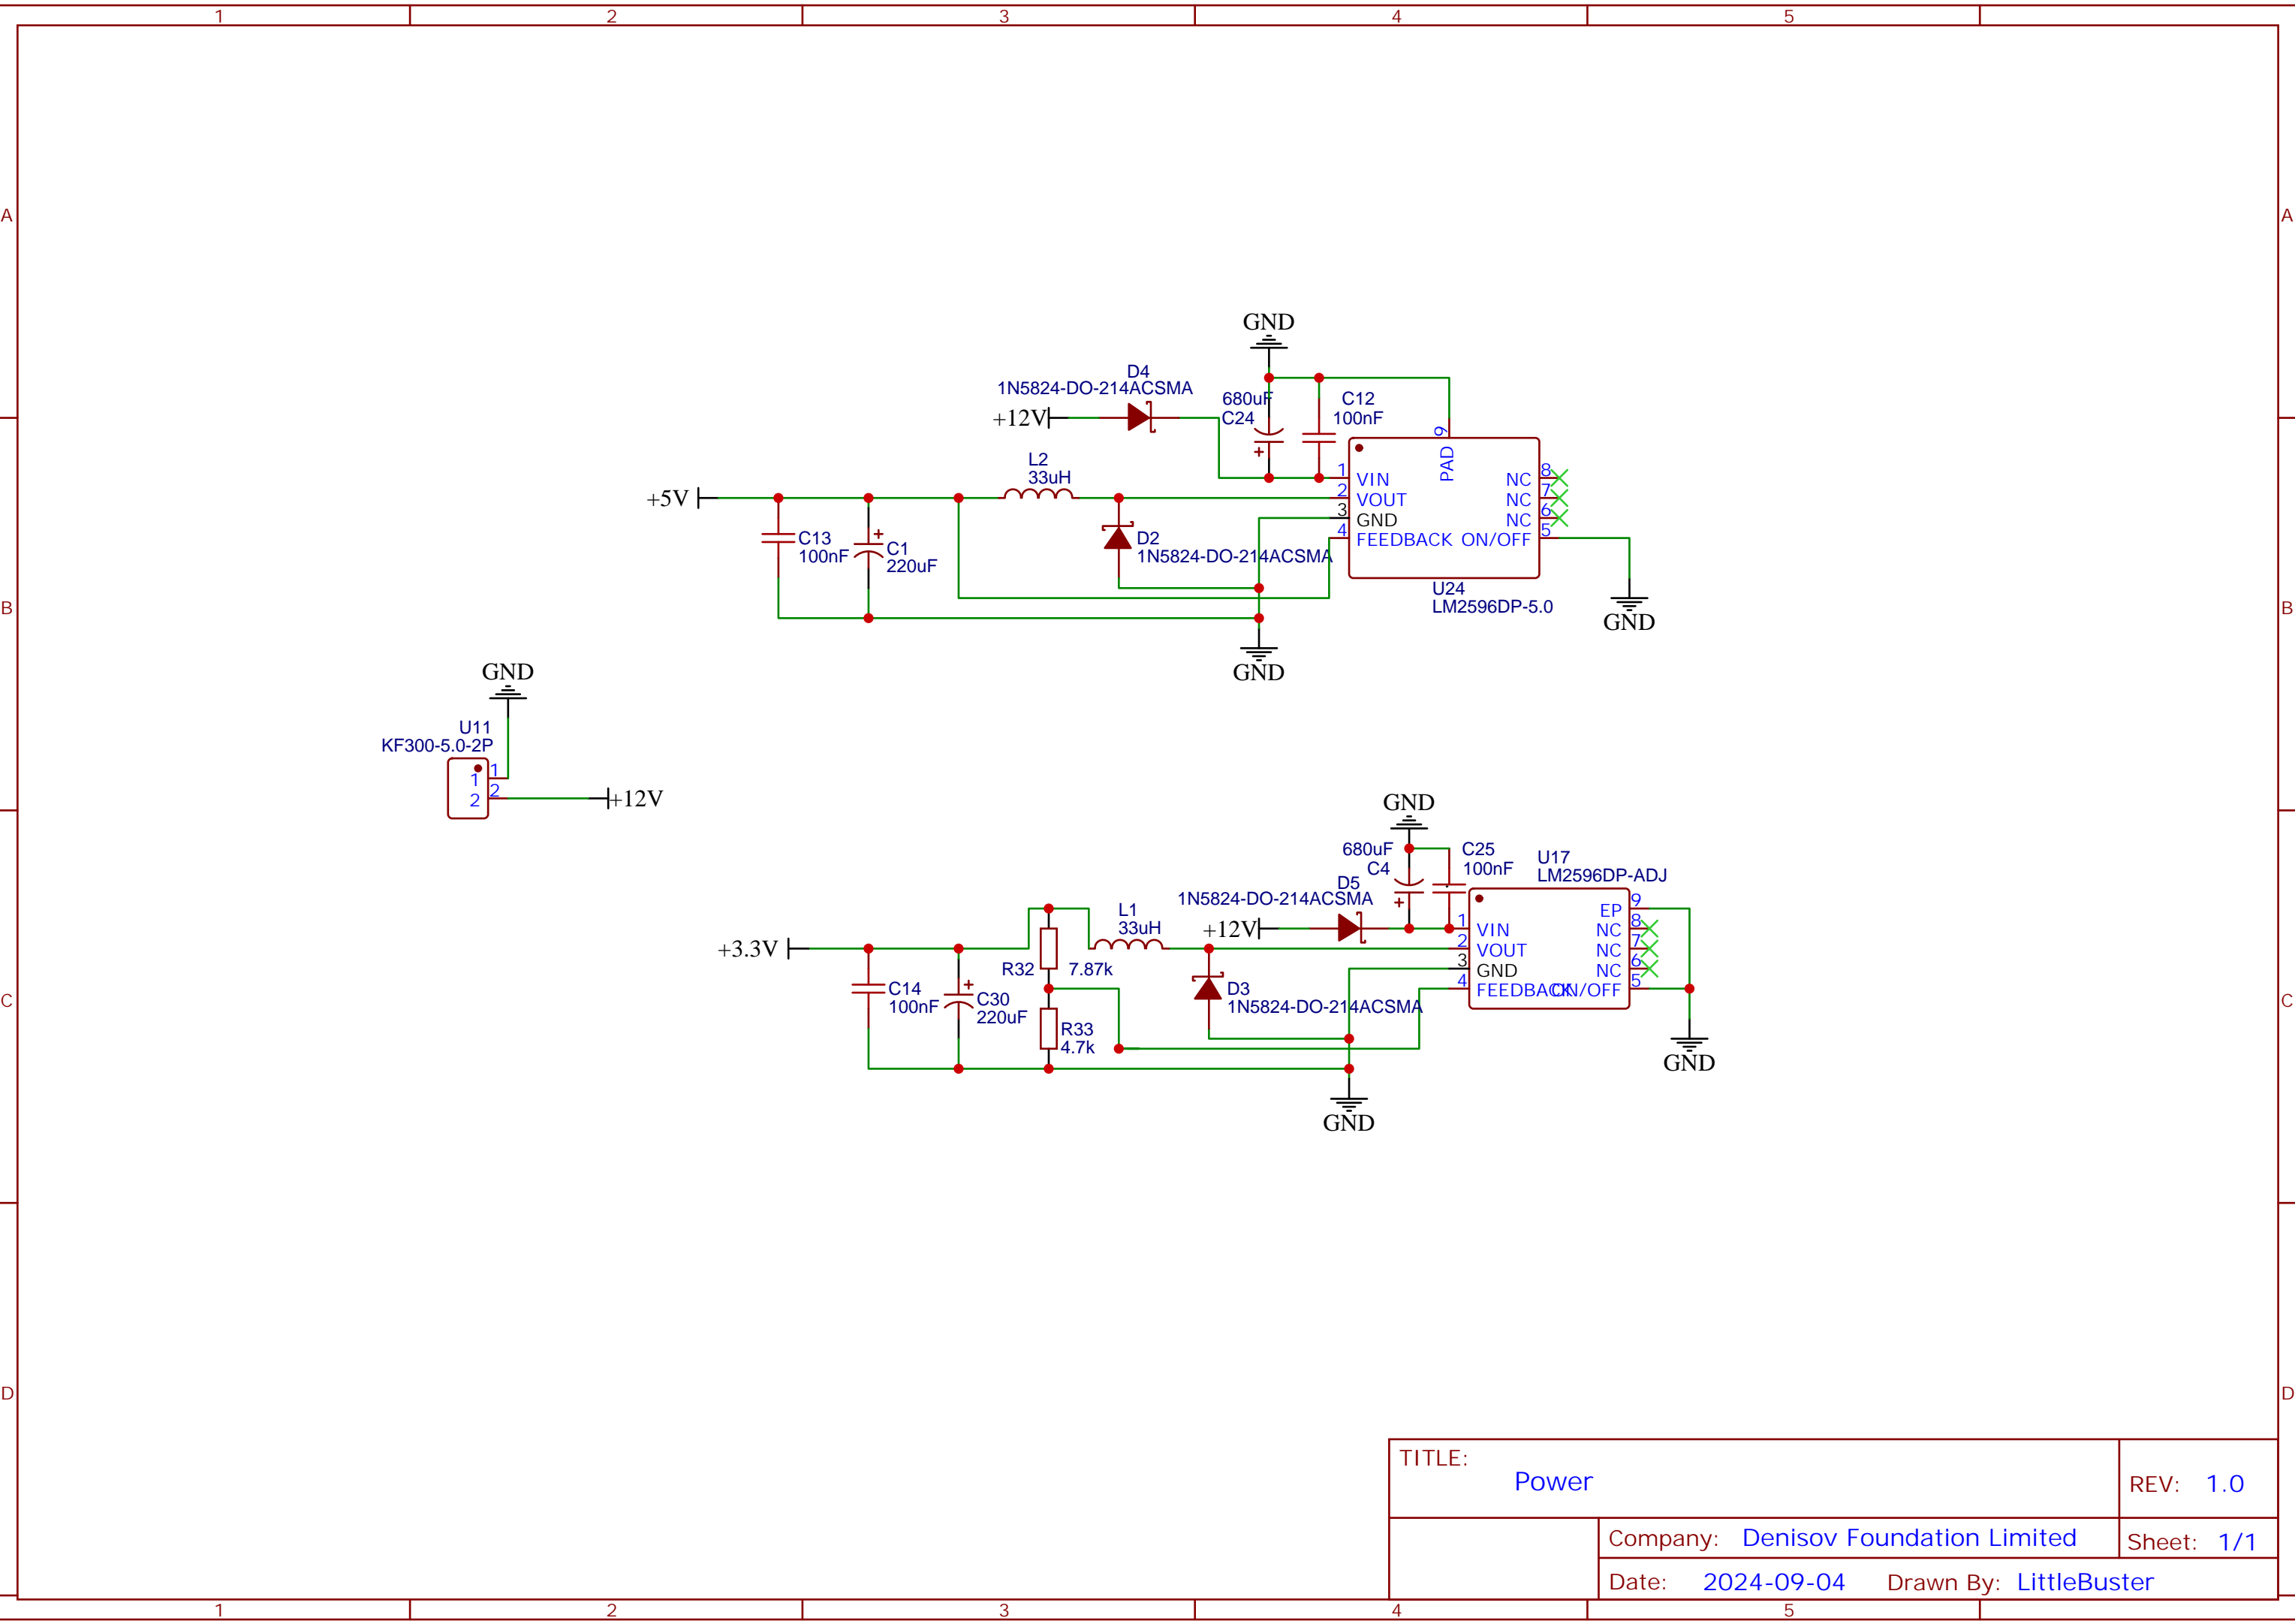 1 2 3 4 5
A A
GND
D4
1N5824-DO-214ACSMA
+12V
680uF
C24
C12
100nF
9
PAD
L2
33uH
+5V
1 VIN
2 VOUT
3 GND
4 FEEDBACK
NC 8
NC 7
NC 6
ON/OFF 5
C13
100nF
C1
220uF
D2
1N5824-DO-214ACSMA
U24
LM2596DP-5.0
B B
GND
GND
GND
U11
KF300-5.0-2P
1 1
2 2
+12V
GND
680uF
C4
C25
100nF
U17
LM2596DP-ADJ
D5
1N5824-DO-214ACSMA
+12V
L1
33uH
+3.3V
EP 9
1 VIN
NC 8
2 VOUT
NC 7
3 GND
NC 6
4 FEEDBACK
ON/OFF 5
R32
7.87k
C14
100nF
C30
220uF
R33
4.7k
D3
1N5824-DO-214ACSMA
C C
GND
GND
D D
TITLE:
Power
REV: 1.0
Company: Denisov Foundation Limited
Sheet: 1/1
Date: 2024-09-04
Drawn By: LittleBuster
1 2 3 4 5